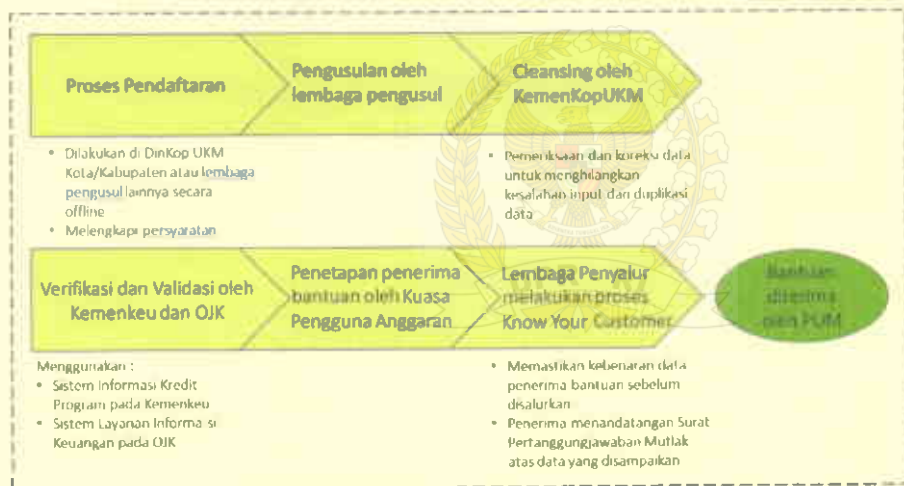 Proses Pendaftaran
Pengusulan oleh
lembaga pengusul
Cleansing oleh
KemenKopUKM
• Dilakukan di DinKop UKM
Kota/Kabupaten atau lembaga
pengusul lainnya secara
offline
• Melengkapi persyaratan
• Pemeriksaan dan koreksi data
untuk menghilangkan
kesalahan input dan duplikasi
data
Verifikasi dan Validasi oleh
Kemenkeu dan OJK
Penetapan penerima
bantuan oleh Kuasa
Pengguna Anggaran
Lembaga Penyalur
melakukan proses
Know Your Customer
Bantuan
diterima
oleh PUM
Menggunakan :
• Sistem Informasi Kredit
Program pada Kemenkeu
• Sistem Layanan Informasi
Keuangan pada OJK
• Memastikan kebenaran data
penerima bantuan sebelum
disalurkan
• Penerima menandatangan Surat
Pertanggungjawaban Mutlak
atas data yang disampaikan